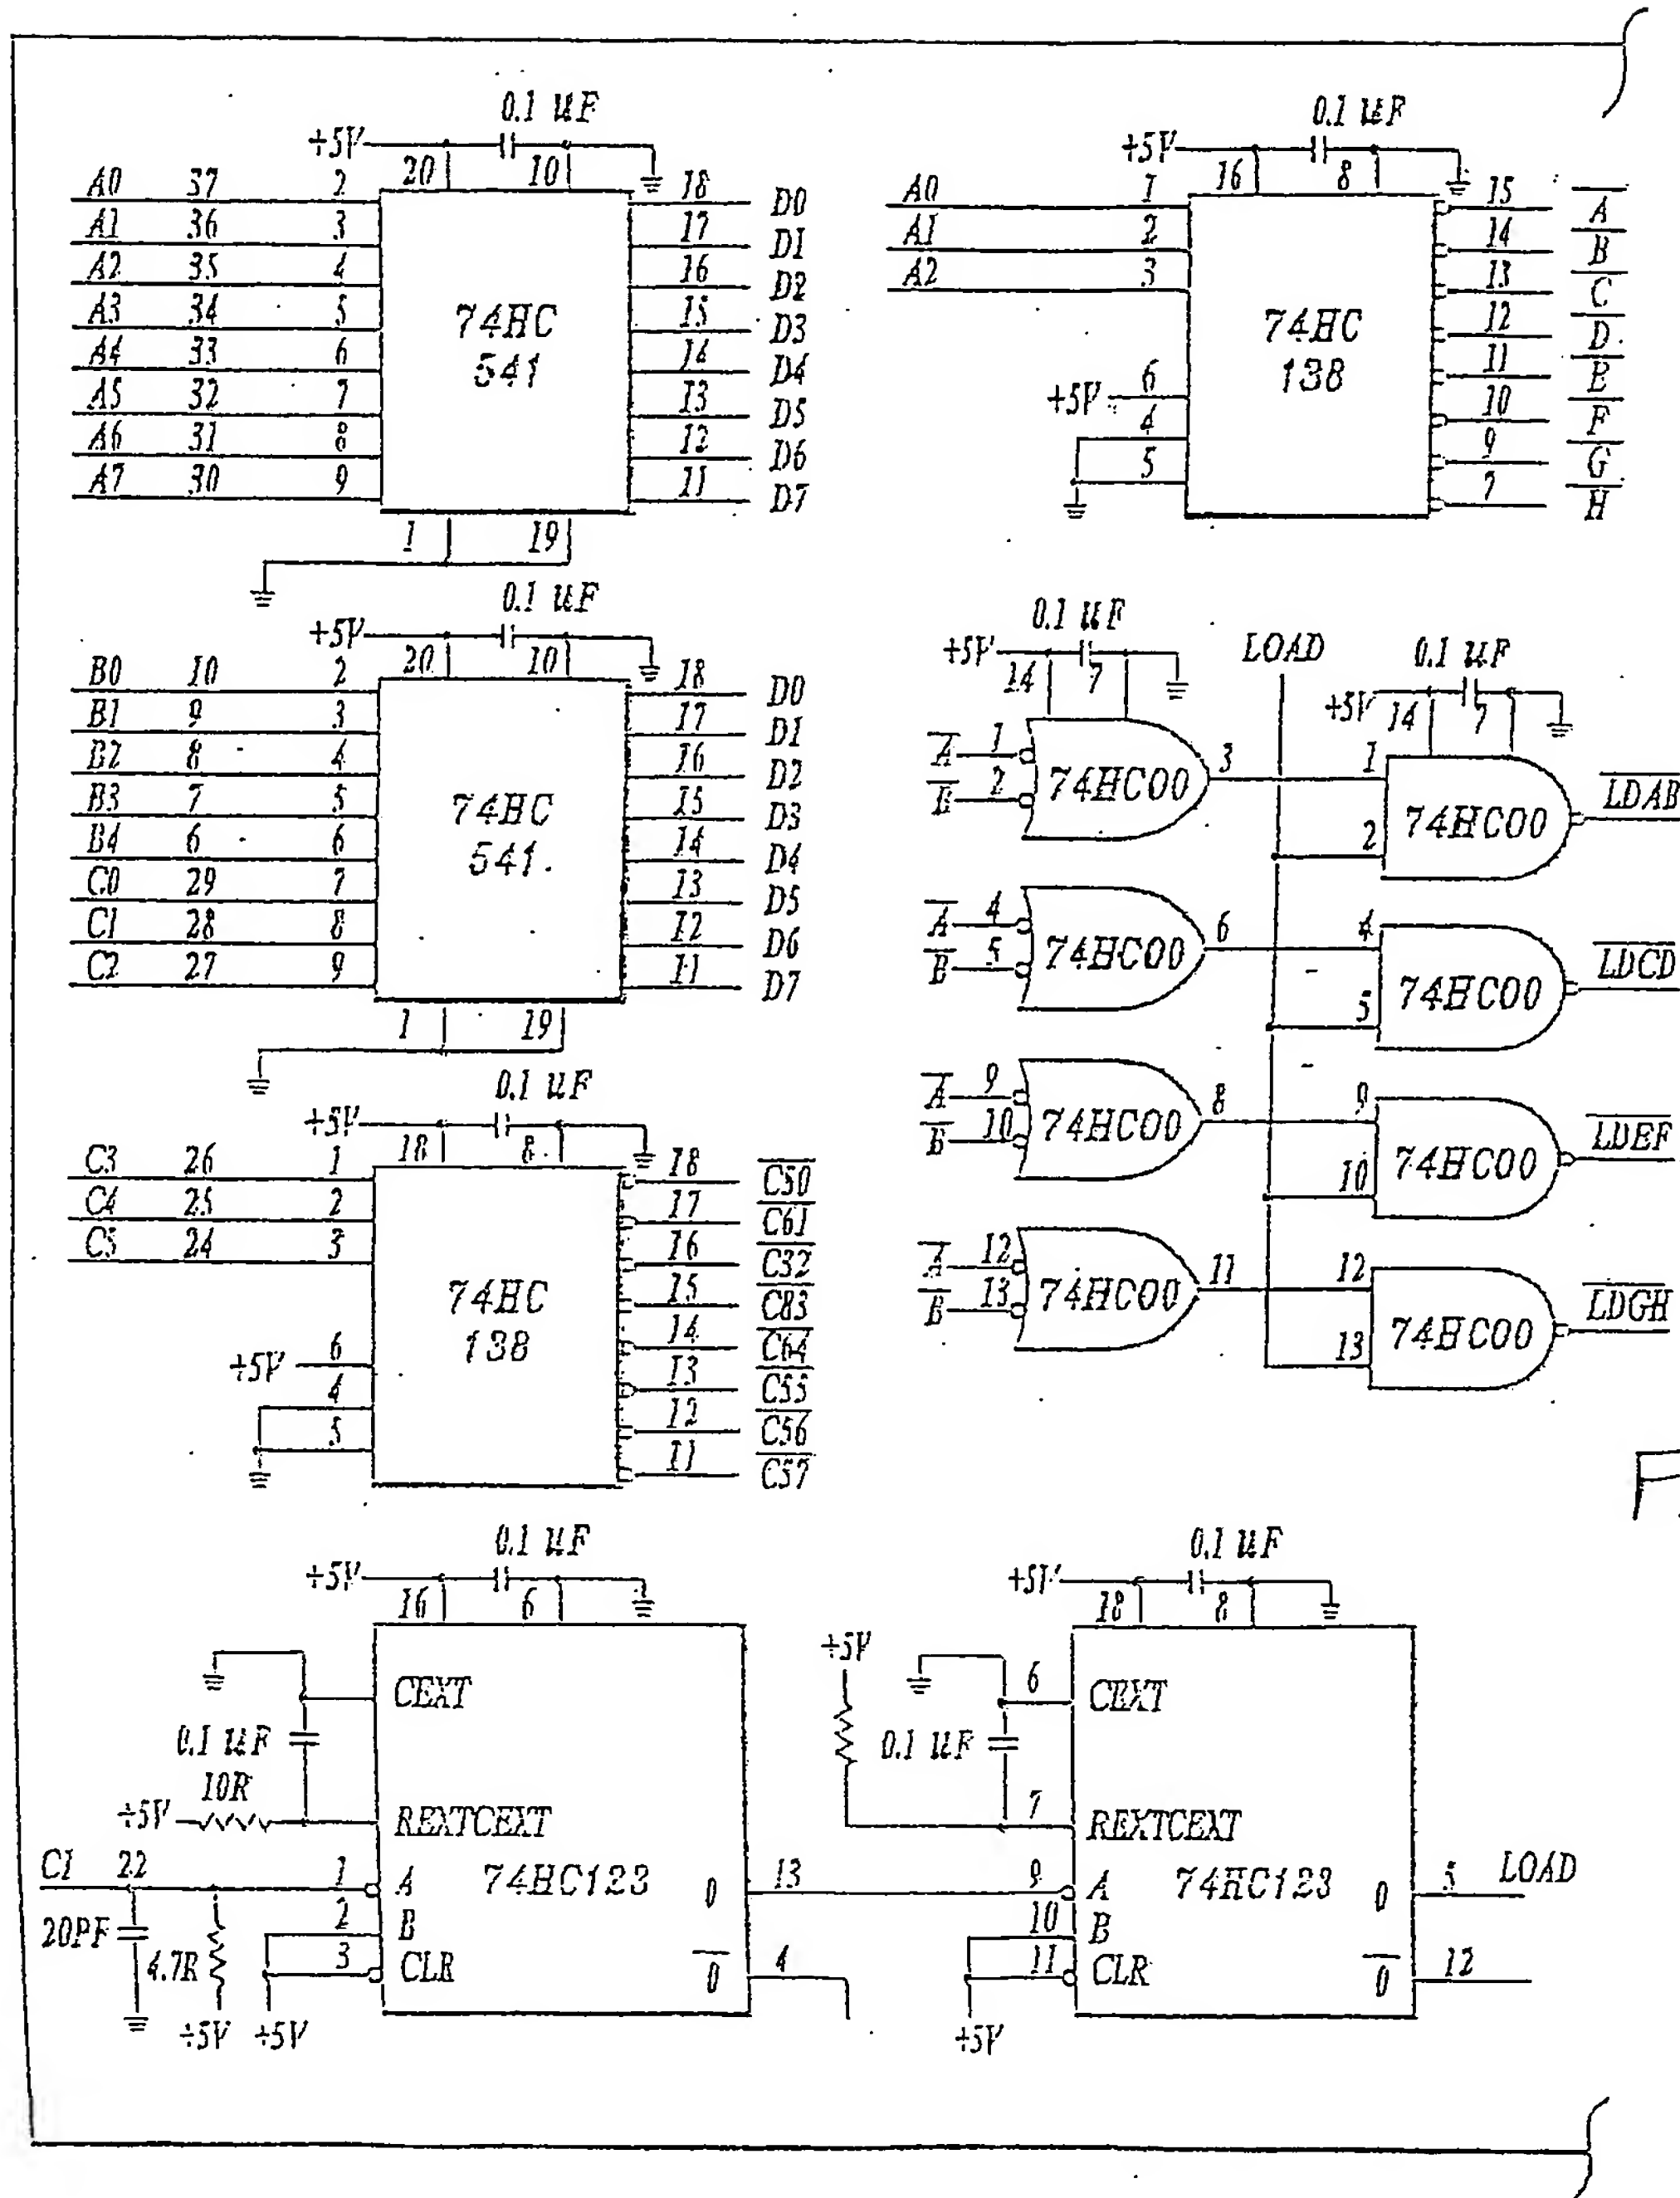 0.1 uF
+5V
20 10
A0 37 2 18 D0
A1 36 3 17 D1
A2 35 4 16 D2
A3 34 5 15 D3
A4 33 6 14 D4
A5 32 7 13 D5
A6 31 8 12 D6
A7 30 9 11 D7
74HC
541
1 19
0.1 uF
+5V
20 10
B0 10 2 18 D0
B1 9 3 17 D1
B2 8 4 16 D2
B3 7 5 15 D3
B4 6 6 14 D4
C0 29 7 13 D5
C1 28 8 12 D6
C2 27 9 11 D7
74HC
541
1 19
0.1 uF
+5V
18 8
C3 26 1 18 C50
C4 25 2 17 C61
C5 24 3 16 C32
15 C83
14 C64
13 C55
12 C56
11 C57
74HC
138
+5V 6
4
5
0.1 uF
+5V
16 8
A0 1 15 A
A1 2 14 B
A2 3 13 C
12 D
11 E
10 F
9 G
7 H
74HC
138
+5V 6
4
5
0.1 uF
+5V
14 7
LOAD
0.1 uF
+5V 14 7
A 1
B 2
74HC00 3
1
2
74HC00 LDAB
A 4
B 5
74HC00 6
4
5
74HC00 LDCD
A 9
B 10
74HC00 8
9
10
74HC00 LDEF
A 12
B 13
74HC00 11
12
13
74HC00 LDGH
0.1 uF
+5V
16 6
CEXT
0.1 uF
10R
+5V REXTCEXT
74HC123
C1 22 1 A 0 13
2 B
3 CLR 0 4
20PF
4.7R
+5V +5V
0.1 uF
+5V
18 8
+5V
6 CEXT
0.1 uF
7 REXTCEXT
74HC123
9 A 0 5 LOAD
10 B
11 CLR 0 12
+5V